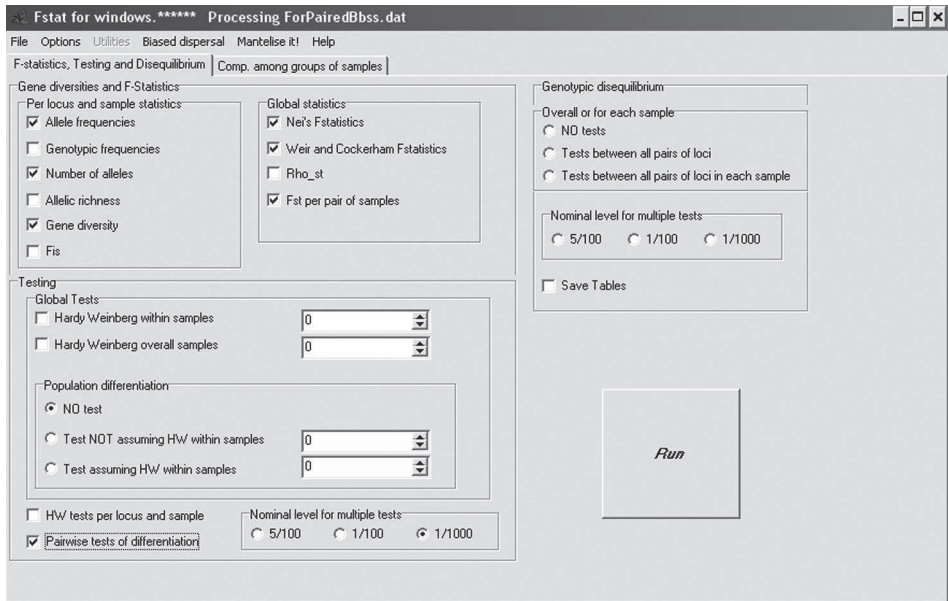 Fstat for windows.****** Processing ForPairedBbss.dat
File Options Utilities Biased dispersal Mantelise it! Help
F-statistics, Testing and Disequilibrium Comp. among groups of samples
Gene diversities and F-Statistics
Per locus and sample statistics
Allele frequencies
Genotypic frequencies
Number of alleles
Allelic richness
Gene diversity
Fis
Global statistics
Nei's Fstatistics
Weir and Cockerham Fstatistics
Rho_st
Fst per pair of samples
Genotypic disequilibrium
Overall or for each sample
NO tests
Tests between all pairs of loci
Tests between all pairs of loci in each sample
Nominal level for multiple tests
5/100 1/100 1/1000
Save Tables
Testing
Global Tests
Hardy Weinberg within samples 0
Hardy Weinberg overall samples 0
Population differentiation
NO test
Test NOT assuming HW within samples 0
Test assuming HW within samples 0
HW tests per locus and sample
Pairwise tests of differentiation
Nominal level for multiple tests
5/100 1/100 1/1000
Run